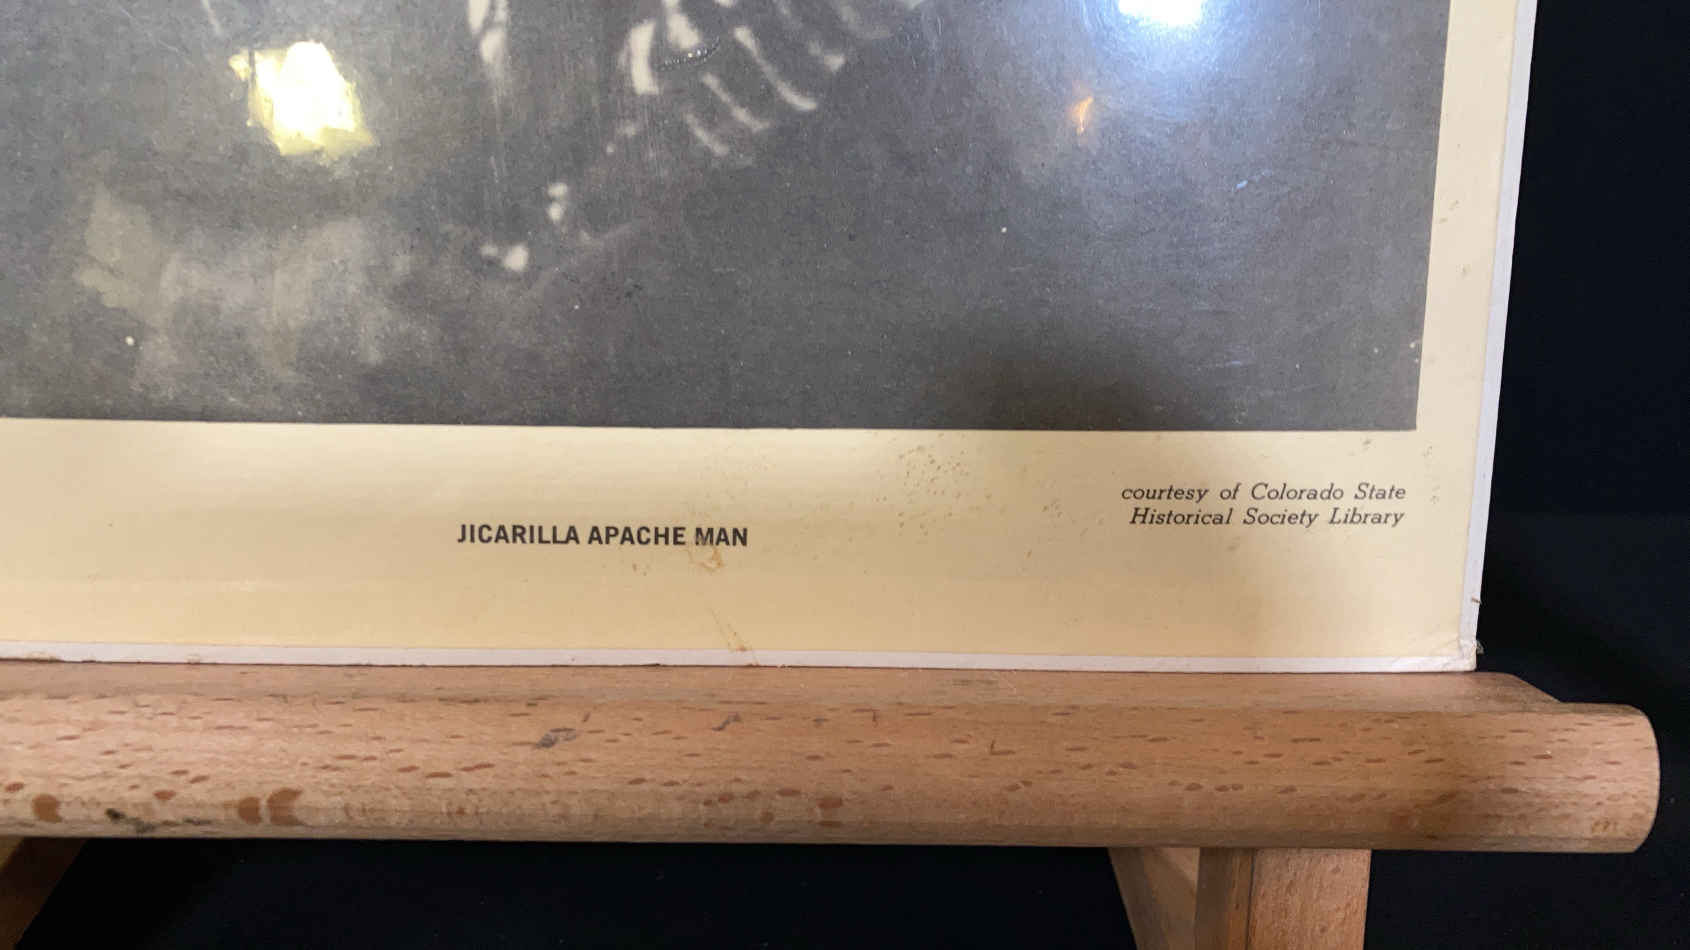 JICARILLA APACHE MAN
courtesy of Colorado State
Historical Society Library